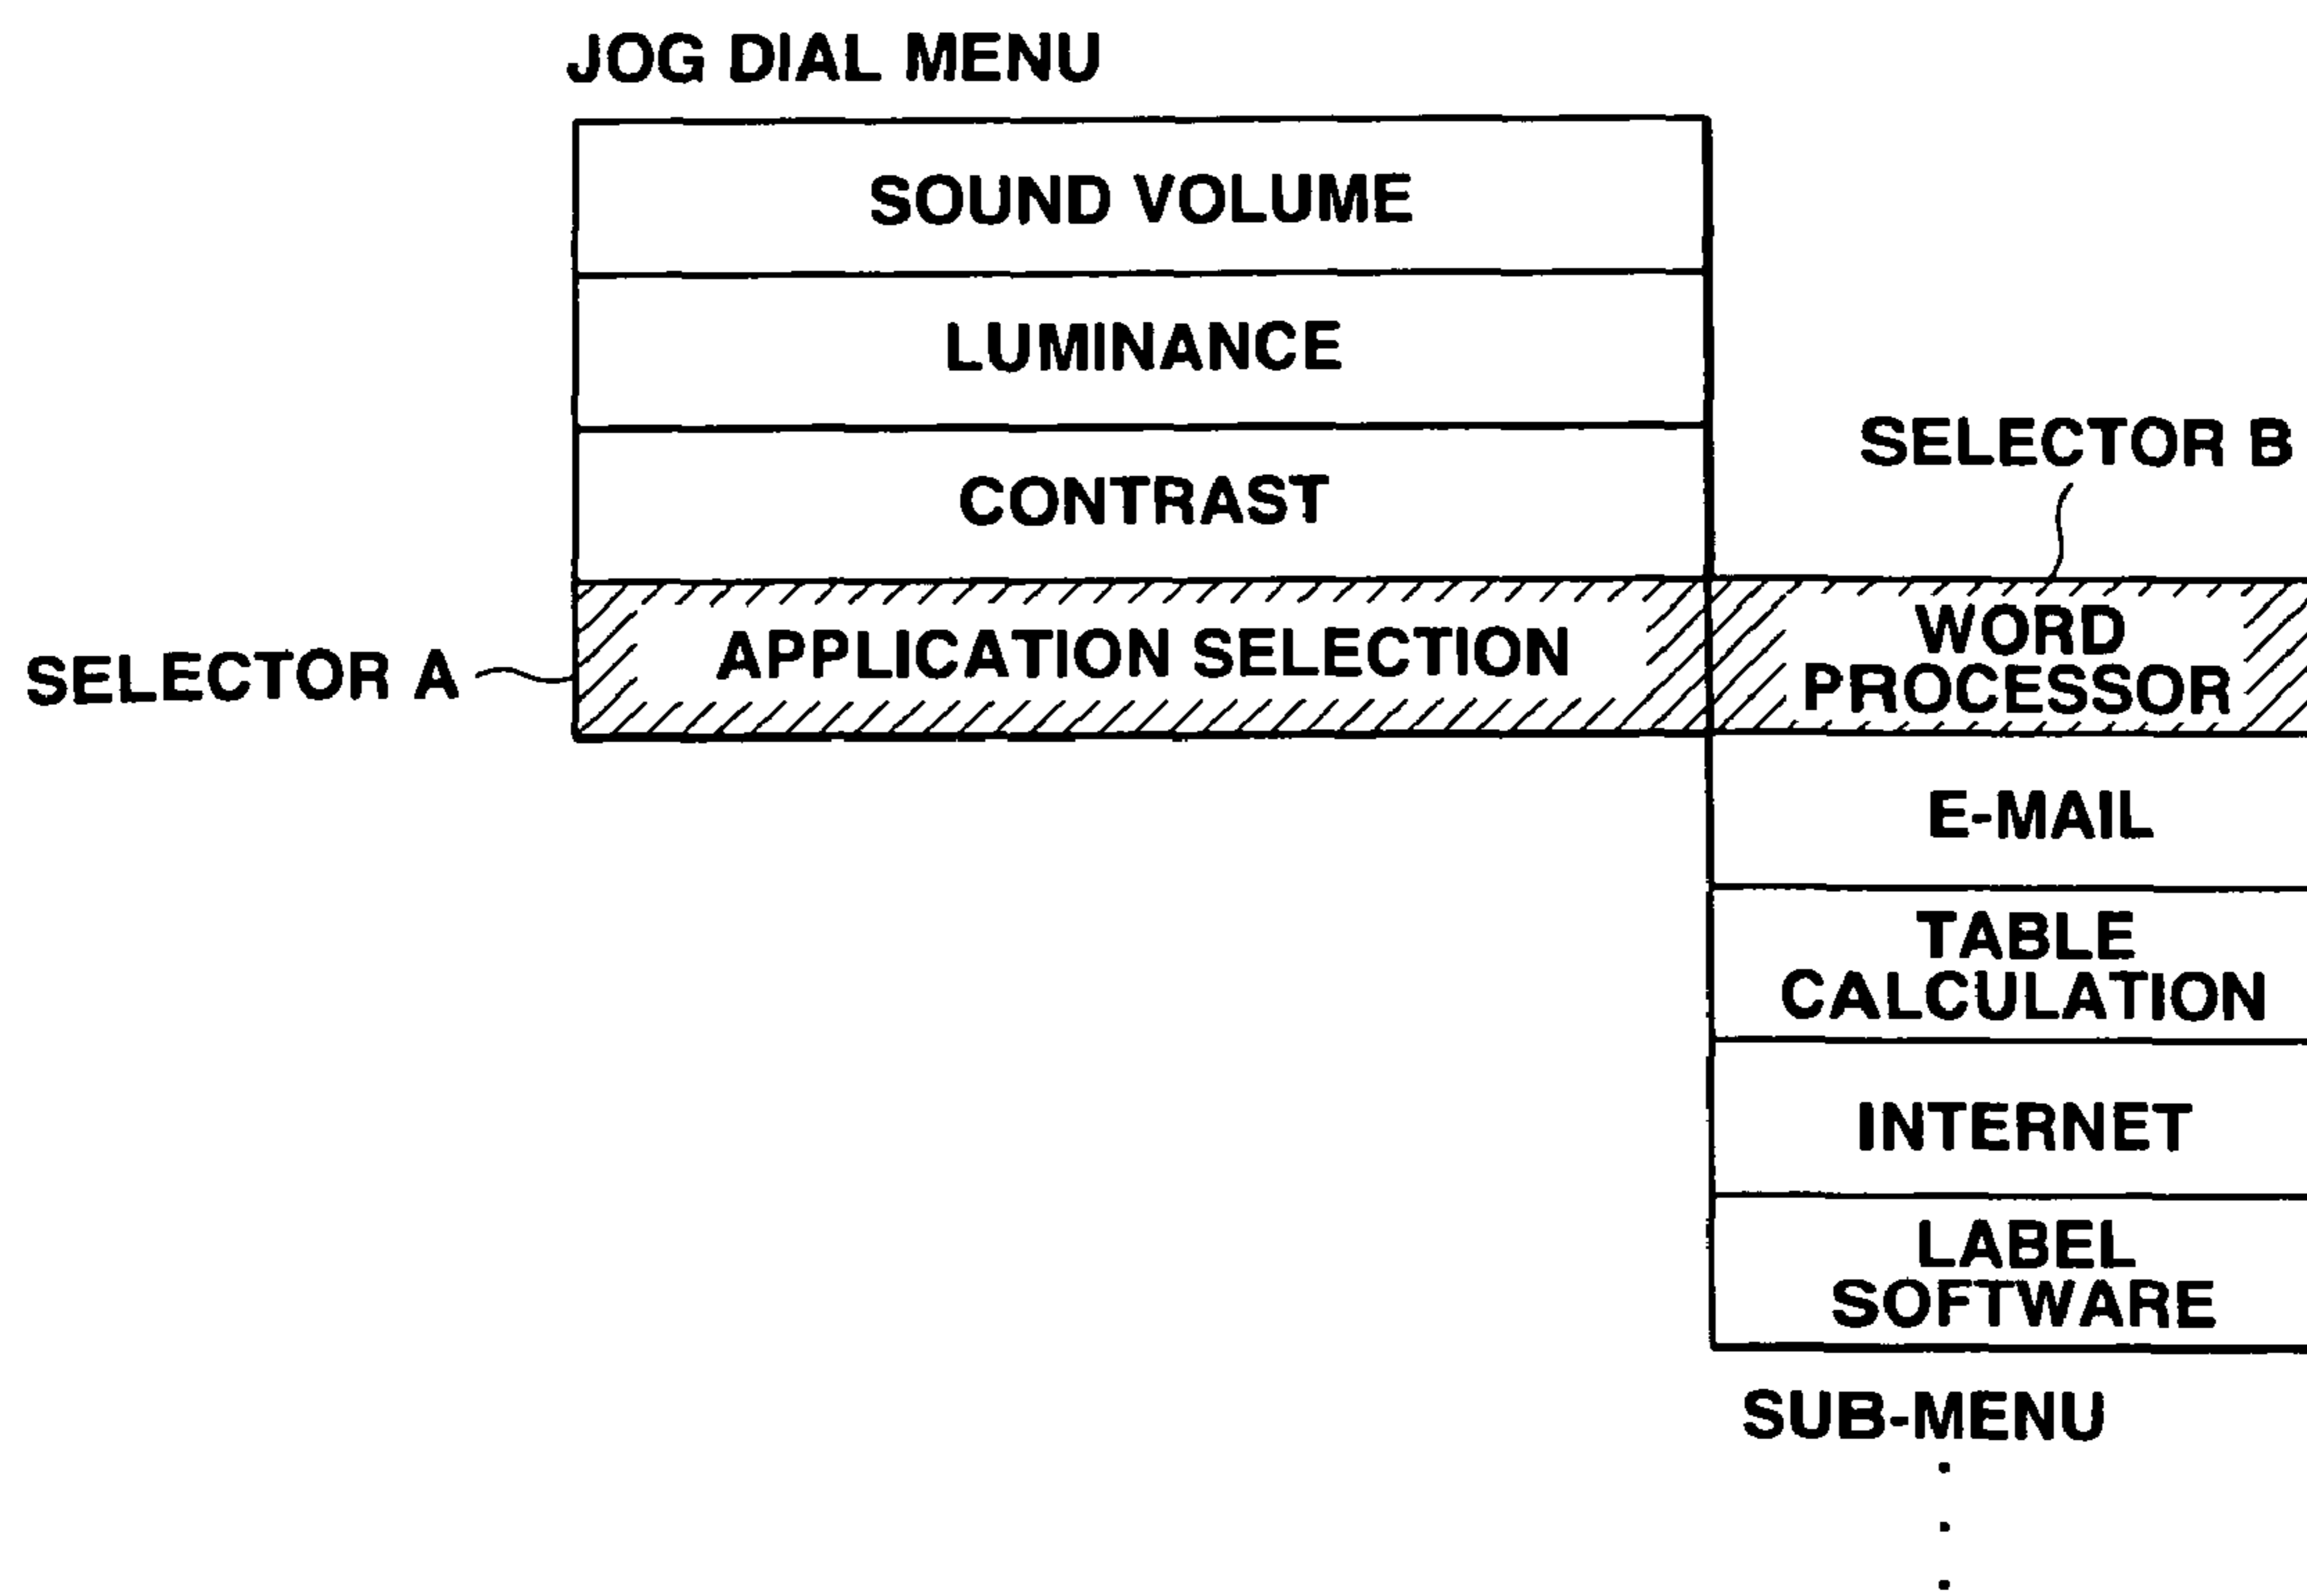 JOG DIAL MENU
SOUND VOLUME
LUMINANCE
CONTRAST
SELECTOR B
SELECTOR A
APPLICATION SELECTION
WORD
PROCESSOR
E-MAIL
TABLE
CALCULATION
INTERNET
LABEL
SOFTWARE
SUB-MENU